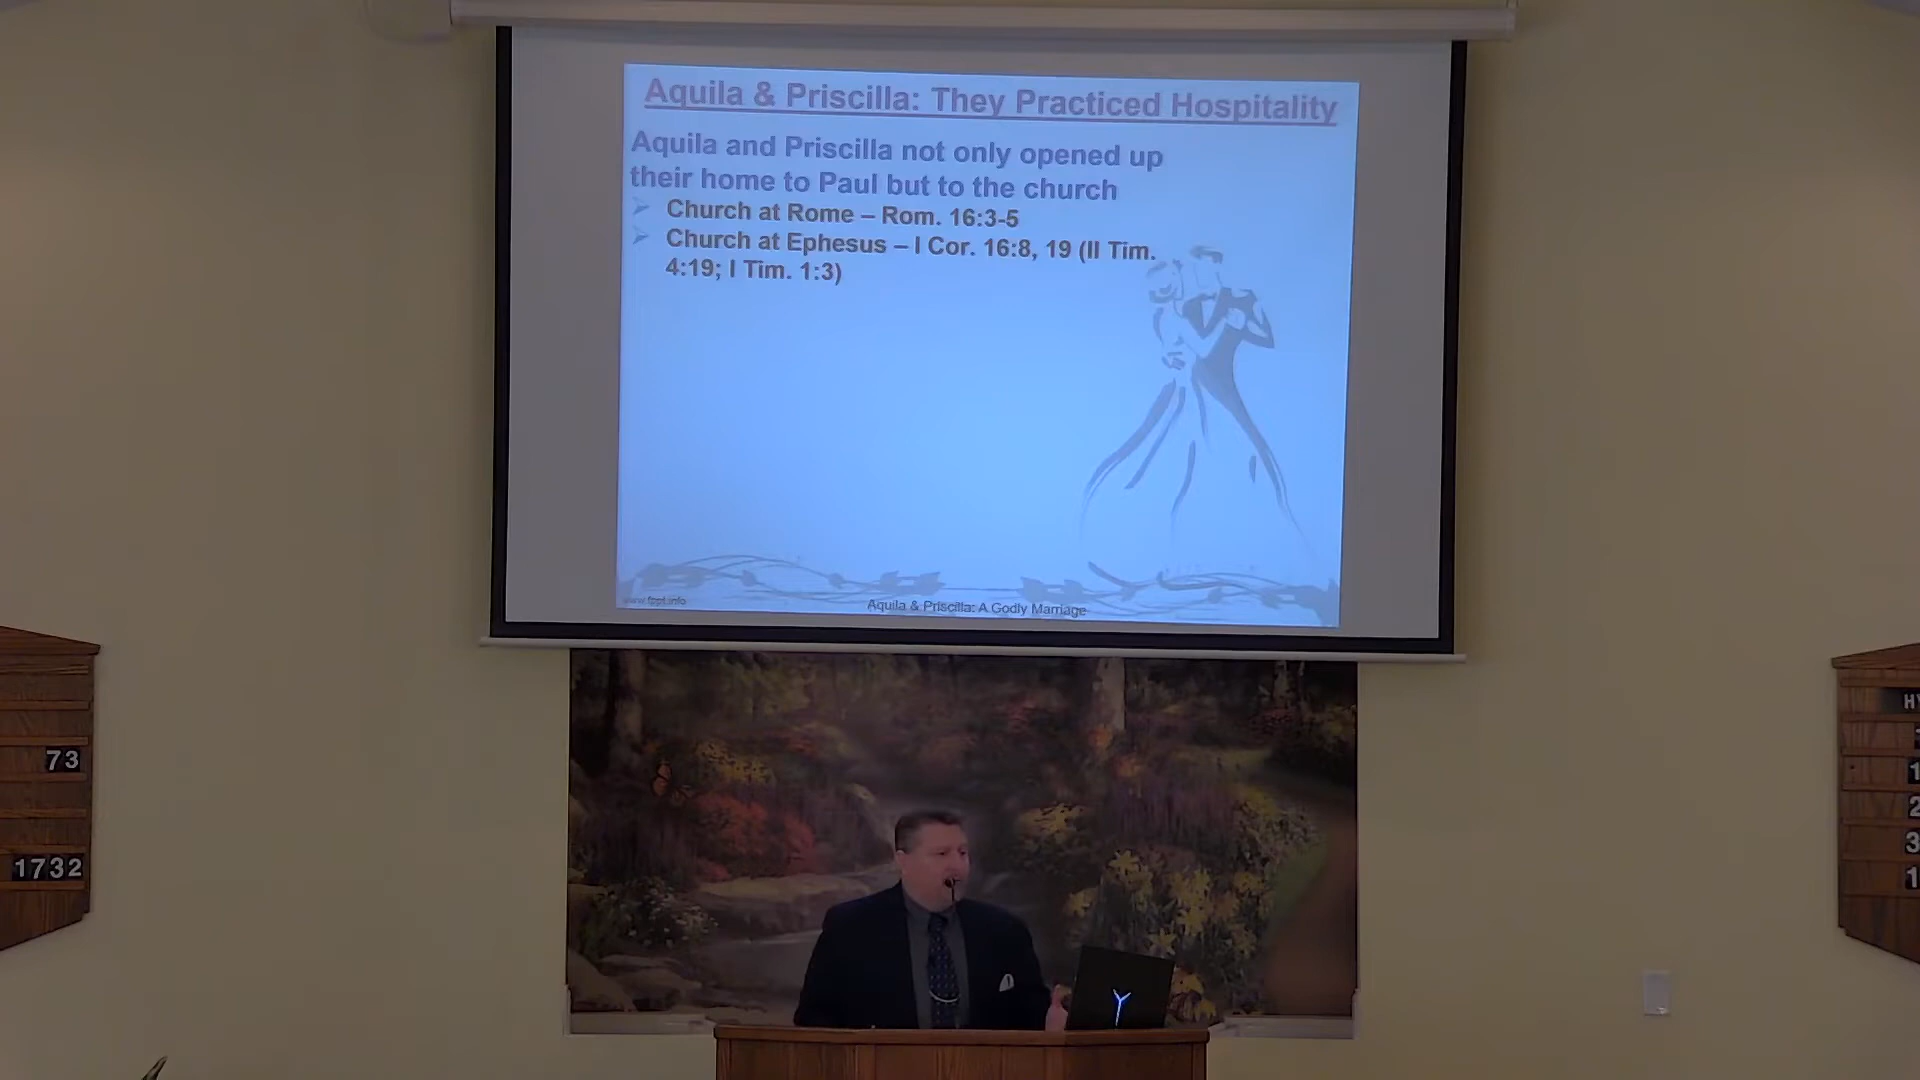 Aquila & Priscilla: They Practiced Hospitality
Aquila and Priscilla not only opened up
their home to Paul but to the church
Church at Rome – Rom. 16:3-5
Church at Ephesus – I Cor. 16:8, 19 (II Tim.
4:19; I Tim. 1:3)
www.fppt.info
Aquila & Priscilla: A Godly Marriage
73
1732